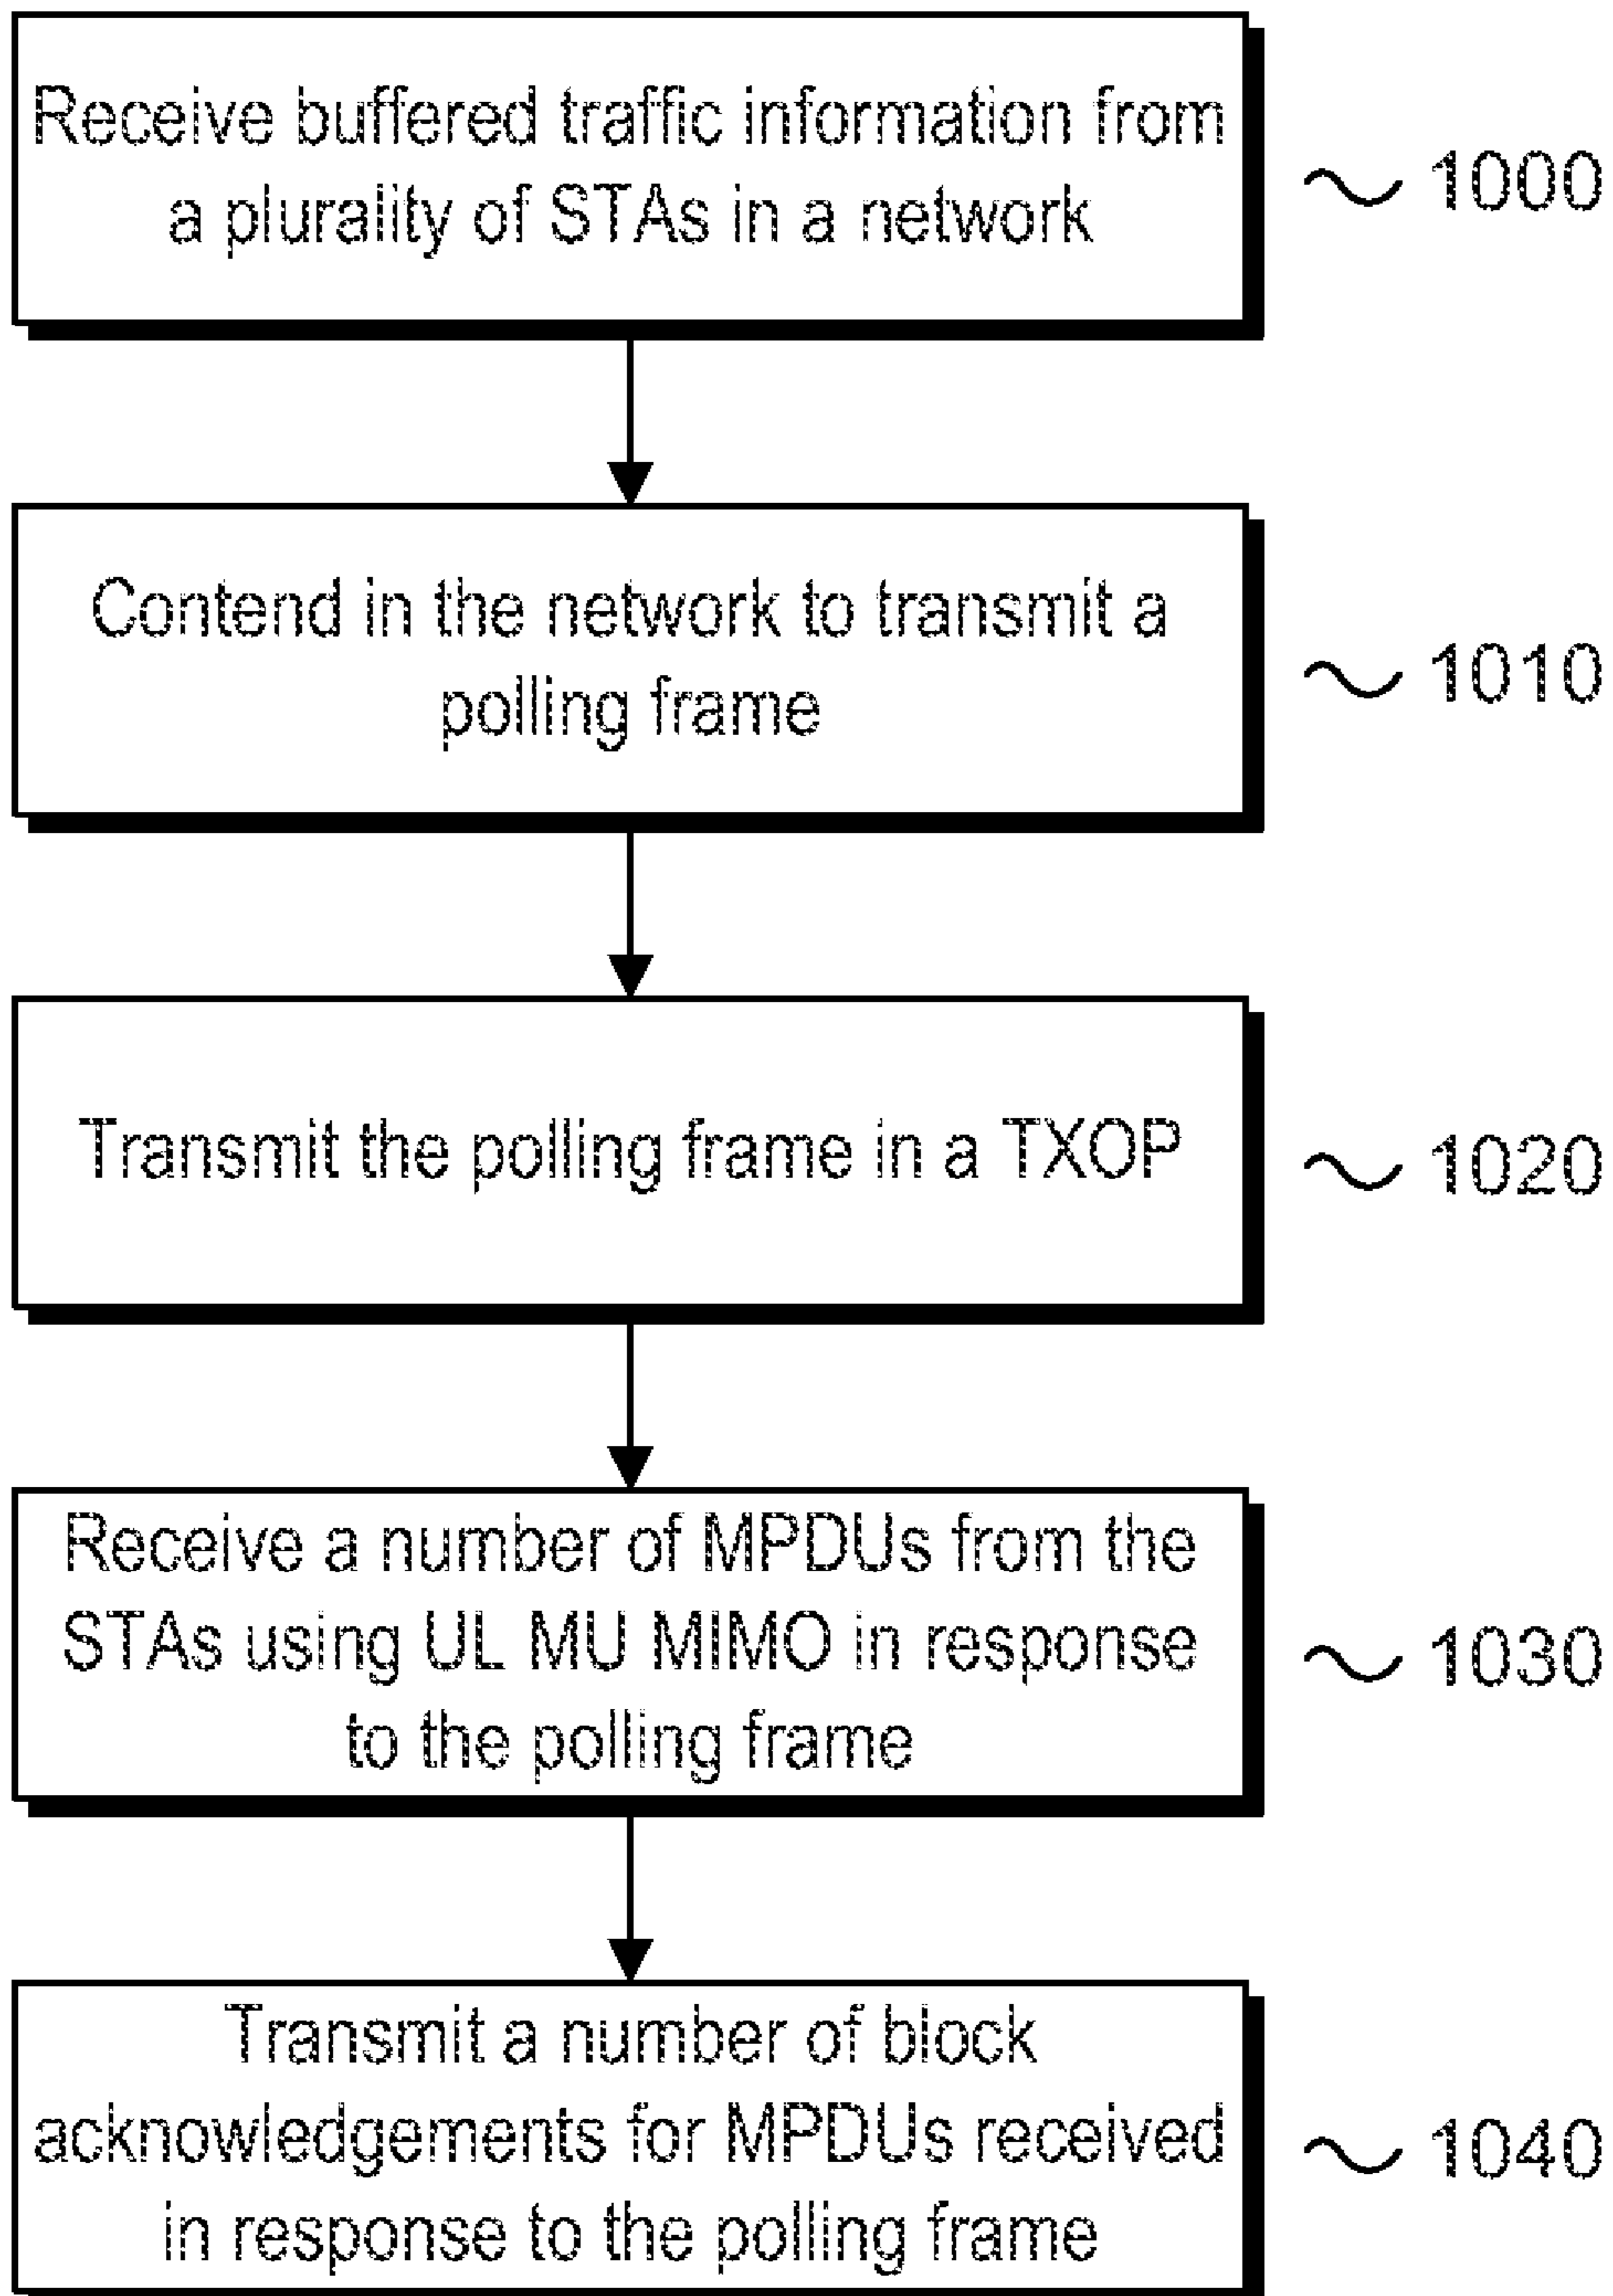 Receive buffered traffic information from
a plurality of STAs in a network
1000
Contend in the network to transmit a
polling frame
1010
Transmit the polling frame in a TXOP
1020
Receive a number of MPDUs from the
STAs using UL MU MIMO in response
to the polling frame
1030
Transmit a number of block
acknowledgements for MPDUs received
in response to the polling frame
1040